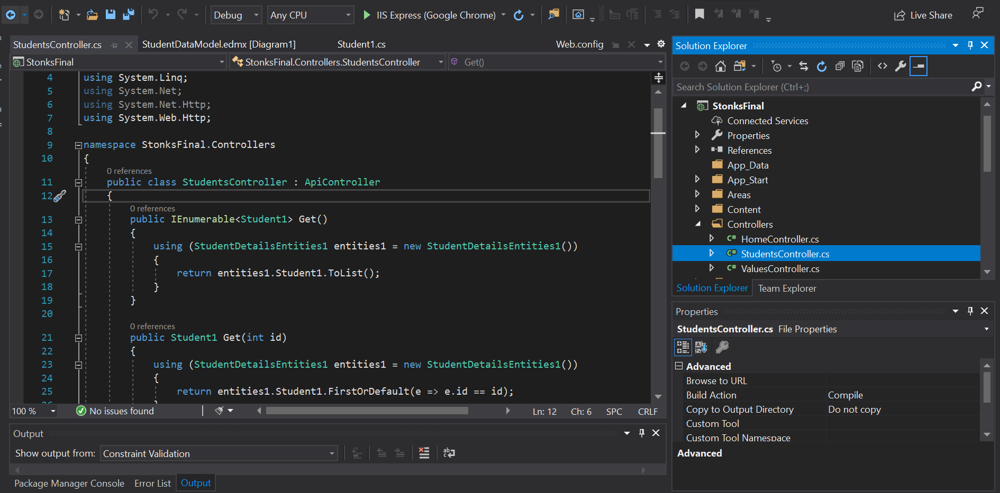 Debug
Any CPU
IIS Express (Google Chrome)
Live Share
StudentsController.cs
StudentDataModel.edmx [Diagram1]
Student1.cs
Web.config
StonksFinal
StonksFinal.Controllers.StudentsController
Get()
4 using System.Linq;
5 using System.Net;
6 using System.Net.Http;
7 using System.Web.Http;
8
9 namespace StonksFinal.Controllers
10 {
0 references
11 public class StudentsController : ApiController
12 {
0 references
13 public IEnumerable<Student1> Get()
14 {
15 using (StudentDetailsEntities1 entities1 = new StudentDetailsEntities1())
16 {
17 return entities1.Student1.ToList();
18 }
19 }
20
0 references
21 public Student1 Get(int id)
22 {
23 using (StudentDetailsEntities1 entities1 = new StudentDetailsEntities1())
24 {
25 return entities1.Student1.FirstOrDefault(e => e.id == id);
100 %
No issues found
Ln: 12
Ch: 6
SPC
CRLF
Output
Show output from: Constraint Validation
Package Manager Console
Error List
Output
Solution Explorer
Search Solution Explorer (Ctrl+;)
StonksFinal
Connected Services
Properties
References
App_Data
App_Start
Areas
Content
Controllers
C# HomeController.cs
C# StudentsController.cs
C# ValuesController.cs
Solution Explorer
Team Explorer
Properties
StudentsController.cs File Properties
Advanced
Browse to URL
Build Action Compile
Copy to Output Directory Do not copy
Custom Tool
Custom Tool Namespace
Advanced